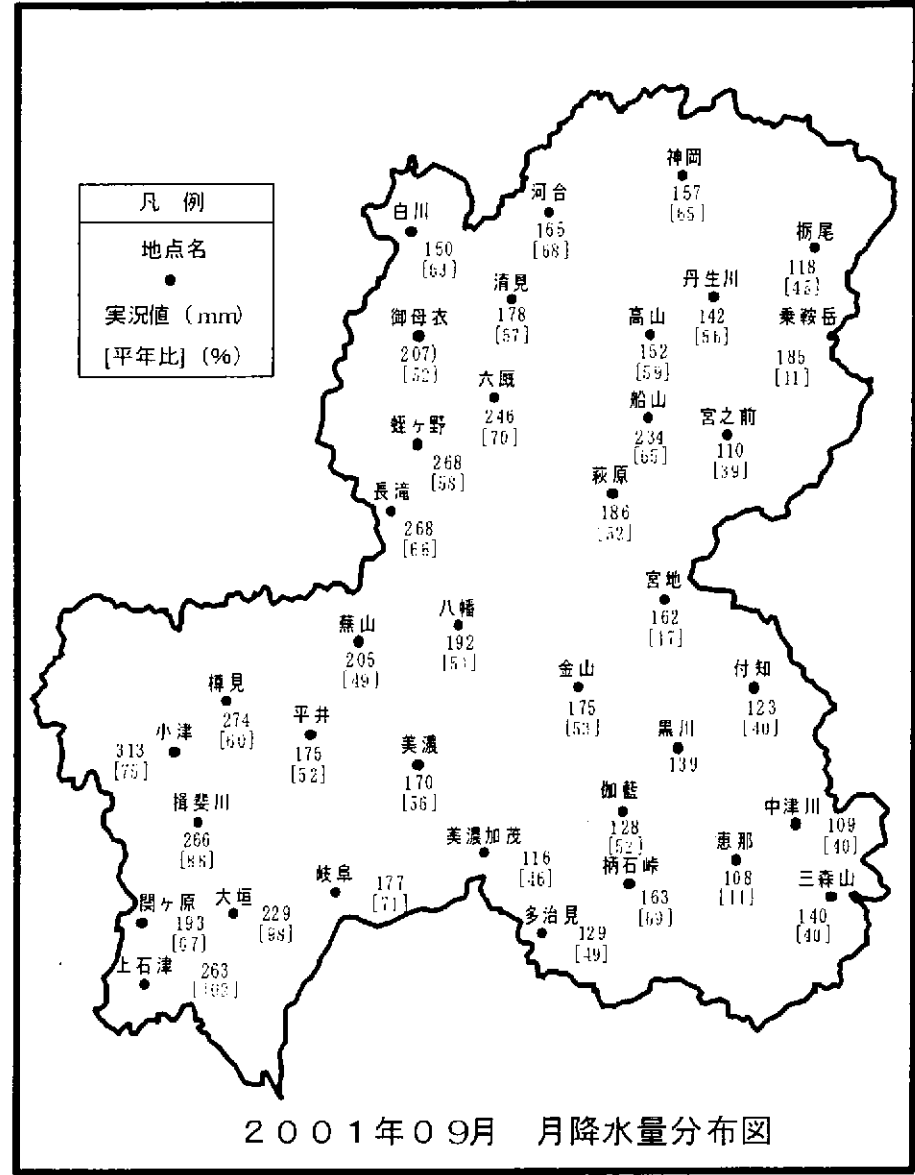 凡 例
地点名
実況値 (mm)
[平年比] (%)
神岡
157
[65]
河合
165
[68]
白川
150
[63]
栃尾
118
[45]
清見
178
[57]
丹生川
142
[56]
御母衣
207)
[52]
高山
152
[59]
乗鞍岳
185
六厩
246
[70]
船山
234
[65]
宮之前
110
[39]
蛭ヶ野
268
[58]
萩原
186
[52]
長滝
268
[66]
宮地
162
八幡
192
蕪山
205
[49]
金山
175
[53]
付知
123
[40]
樽見
274
[60]
平井
175
[52]
小津
313
[75]
美濃
170
黒川
139
揖斐川
266
[88]
伽藍
128
[52]
中津川
109
[40]
美濃加茂
116
[46]
恵那
108
岐阜
177
[71]
柄石峠
163
[69]
三森山
140
[40]
関ヶ原
193
[67]
大垣
229
[98]
多治見
129
[49]
上石津
263
2001年09月 月降水量分布図